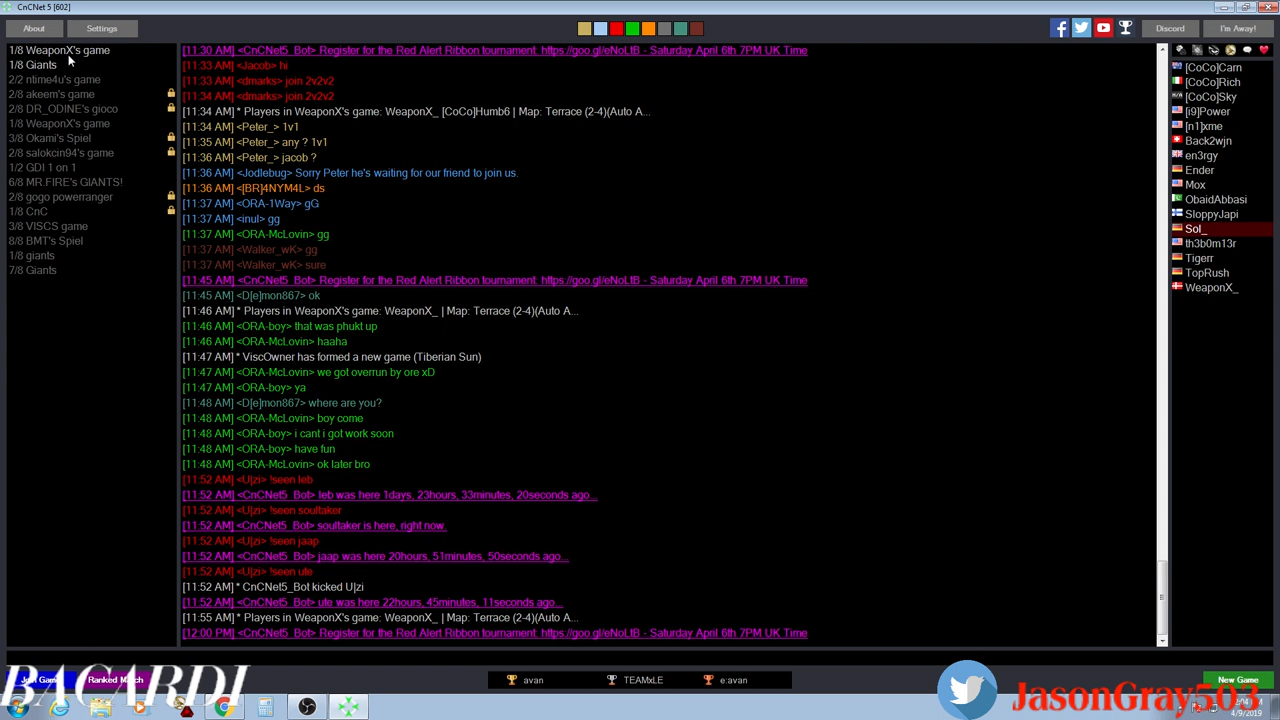 CnCNet 5 [602]
About
Settings
Discord
I'm Away!
1/8 WeaponX's game
1/8 Giants
2/2 ntime4u's game
2/8 akeem's game
2/8 DR_ODINE's gioco
1/8 WeaponX's game
3/8 Okami's Spiel
2/8 salokcin94's game
1/2 GDI 1 on 1
6/8 MR.FIRE's GIANTS!
2/8 gogo powerranger
1/8 CnC
3/8 VISCS game
8/8 BMT's Spiel
1/8 giants
7/8 Giants
[11:30 AM] <CnCNet5_Bot> Register for the Red Alert Ribbon tournament: https://goo.gl/eNoLtB - Saturday April 6th 7PM UK Time
[11:33 AM] <Jacob> hi
[11:33 AM] <dmarks> join 2v2v2
[11:34 AM] <dmarks> join 2v2v2
[11:34 AM] * Players in WeaponX's game: WeaponX_ [CoCo]Humb6 | Map: Terrace (2-4)(Auto A...
[11:34 AM] <Peter_> 1v1
[11:35 AM] <Peter_> any ? 1v1
[11:36 AM] <Peter_> jacob ?
[11:36 AM] <Jodlebug> Sorry Peter he's waiting for our friend to join us.
[11:36 AM] <[BR]4NYM4L> ds
[11:37 AM] <ORA-1Way> gG
[11:37 AM] <inul> gg
[11:37 AM] <ORA-McLovin> gg
[11:37 AM] <Walker_wK> gg
[11:37 AM] <Walker_wK> sure
[11:45 AM] <CnCNet5_Bot> Register for the Red Alert Ribbon tournament: https://goo.gl/eNoLtB - Saturday April 6th 7PM UK Time
[11:45 AM] <D[e]mon867> ok
[11:46 AM] * Players in WeaponX's game: WeaponX_ | Map: Terrace (2-4)(Auto A...
[11:46 AM] <ORA-boy> that was phukt up
[11:46 AM] <ORA-McLovin> haaha
[11:47 AM] * ViscOwner has formed a new game (Tiberian Sun)
[11:47 AM] <ORA-McLovin> we got overrun by ore xD
[11:47 AM] <ORA-boy> ya
[11:48 AM] <D[e]mon867> where are you?
[11:48 AM] <ORA-McLovin> boy come
[11:48 AM] <ORA-boy> i cant i got work soon
[11:48 AM] <ORA-boy> have fun
[11:48 AM] <ORA-McLovin> ok later bro
[11:52 AM] <U|zi> !seen leb
[11:52 AM] <CnCNet5_Bot> leb was here 1days, 23hours, 33minutes, 20seconds ago...
[11:52 AM] <U|zi> !seen soultaker
[11:52 AM] <CnCNet5_Bot> soultaker is here, right now.
[11:52 AM] <U|zi> !seen jaap
[11:52 AM] <CnCNet5_Bot> jaap was here 20hours, 51minutes, 50seconds ago...
[11:52 AM] <U|zi> !seen ute
[11:52 AM] * CnCNet5_Bot kicked U|zi
[11:52 AM] <CnCNet5_Bot> ute was here 22hours, 45minutes, 11seconds ago...
[11:55 AM] * Players in WeaponX's game: WeaponX_ | Map: Terrace (2-4)(Auto A...
[12:00 PM] <CnCNet5_Bot> Register for the Red Alert Ribbon tournament: https://goo.gl/eNoLtB - Saturday April 6th 7PM UK Time
[CoCo]Carn
[CoCo]Rich
[CoCo]Sky
[i9]Power
[n1]xme
Back2wjn
en3rgy
Ender
Mox
ObaidAbbasi
SloppyJapi
Sol_
th3b0m13r
Tigerr
TopRush
WeaponX_
BACARDI
Ranked Match
avan
TEAMxLE
e:avan
New Game
JasonGray503
4/9/2019